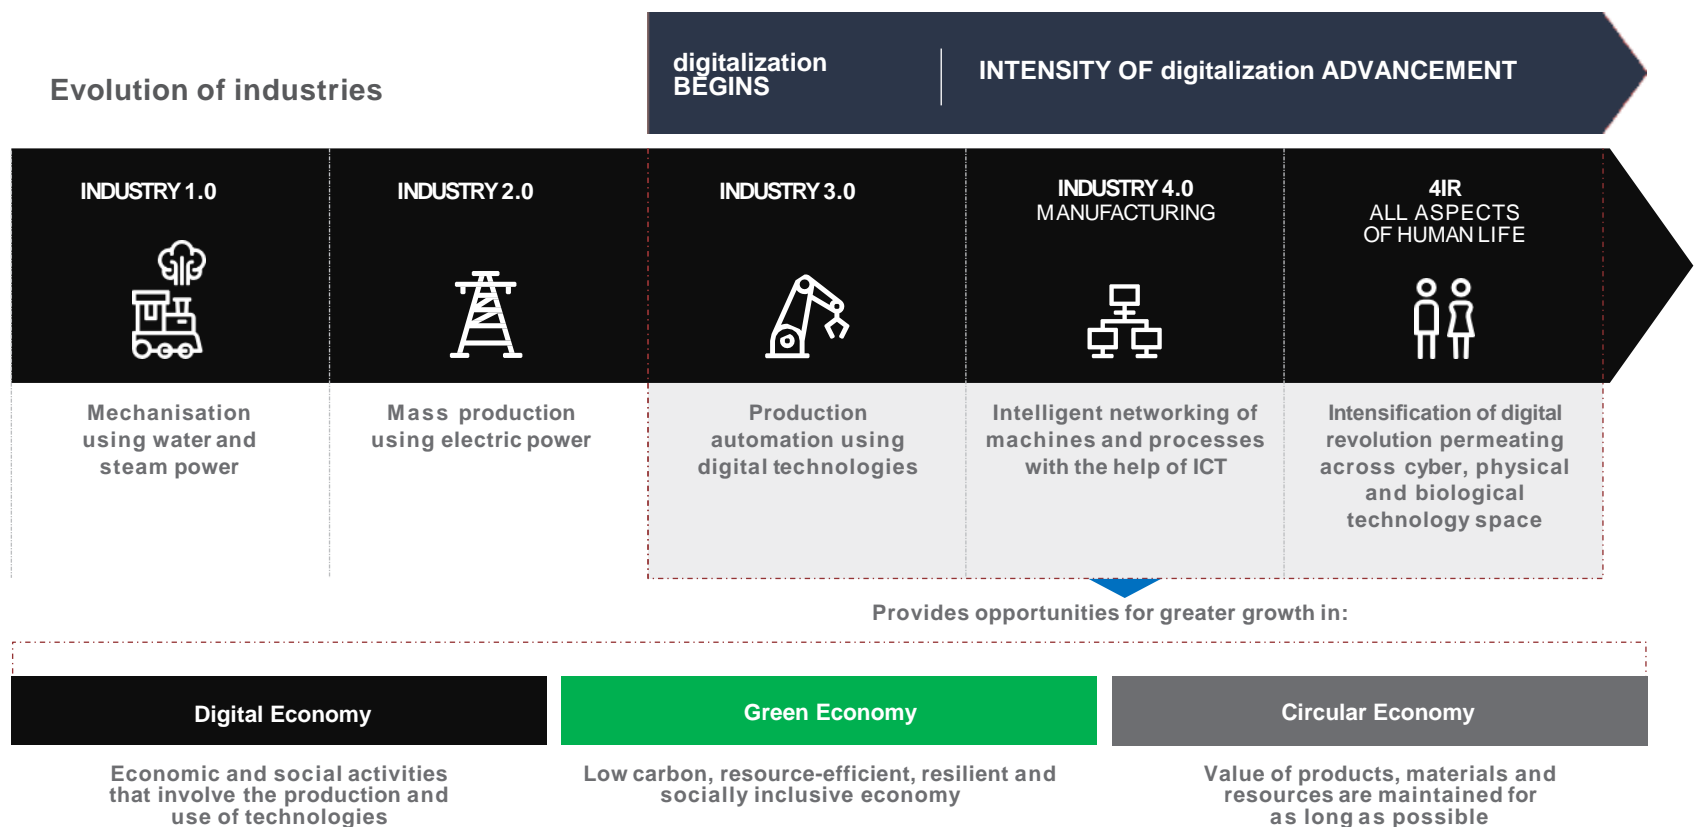 Evolution of industries
digitalization
BEGINS
INTENSITY OF digitalization ADVANCEMENT
INDUSTRY 1.0
INDUSTRY 2.0
INDUSTRY 3.0
INDUSTRY 4.0
MANUFACTURING
4IR
ALL ASPECTS
OF HUMAN LIFE
Mechanisation
using water and
steam power
Mass production
using electric power
Production
automation using
digital technologies
Intelligent networking of
machines and processes
with the help of ICT
Intensification of digital
revolution permeating
across cyber, physical
and biological
technology space
Provides opportunities for greater growth in:
Digital Economy
Green Economy
Circular Economy
Economic and social activities
that involve the production and
use of technologies
Low carbon, resource-efficient, resilient and
socially inclusive economy
Value of products, materials and
resources are maintained for
as long as possible